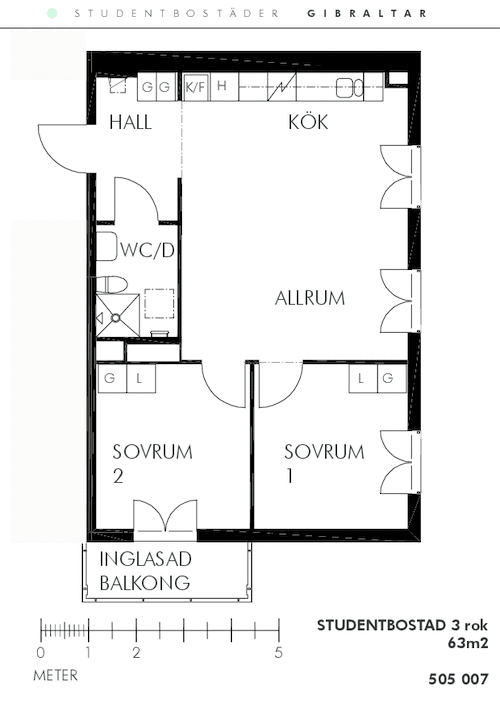 STUDENTBOSTÄDER GIBRALTAR
G G K/F H
HALL
KÖK
WC/D
ALLRUM
G L
L G
SOVRUM
2
SOVRUM
1
INGLASAD
BALKONG
0 1 2 5
METER
STUDENTBOSTAD 3 rok
63m2
505 007